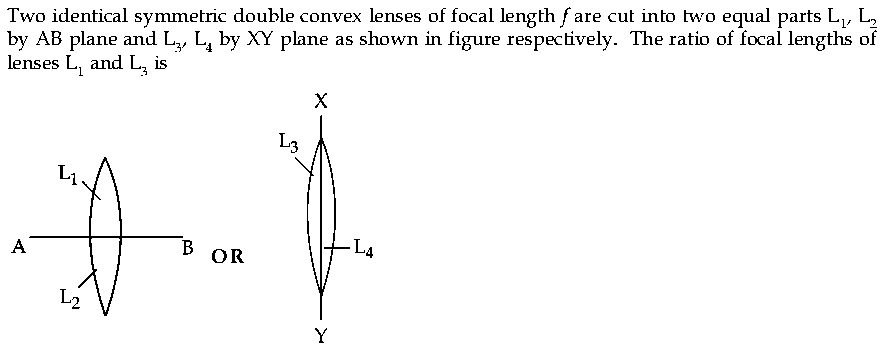 Two identical symmetric double convex lenses of focal length f are cut into two equal parts L₁, L₂
by AB plane and L₃, L₄ by XY plane as shown in figure respectively. The ratio of focal lengths of
lenses L₁ and L₃ is
X
L₃
L₁
A
B
OR
L₄
L₂
Y